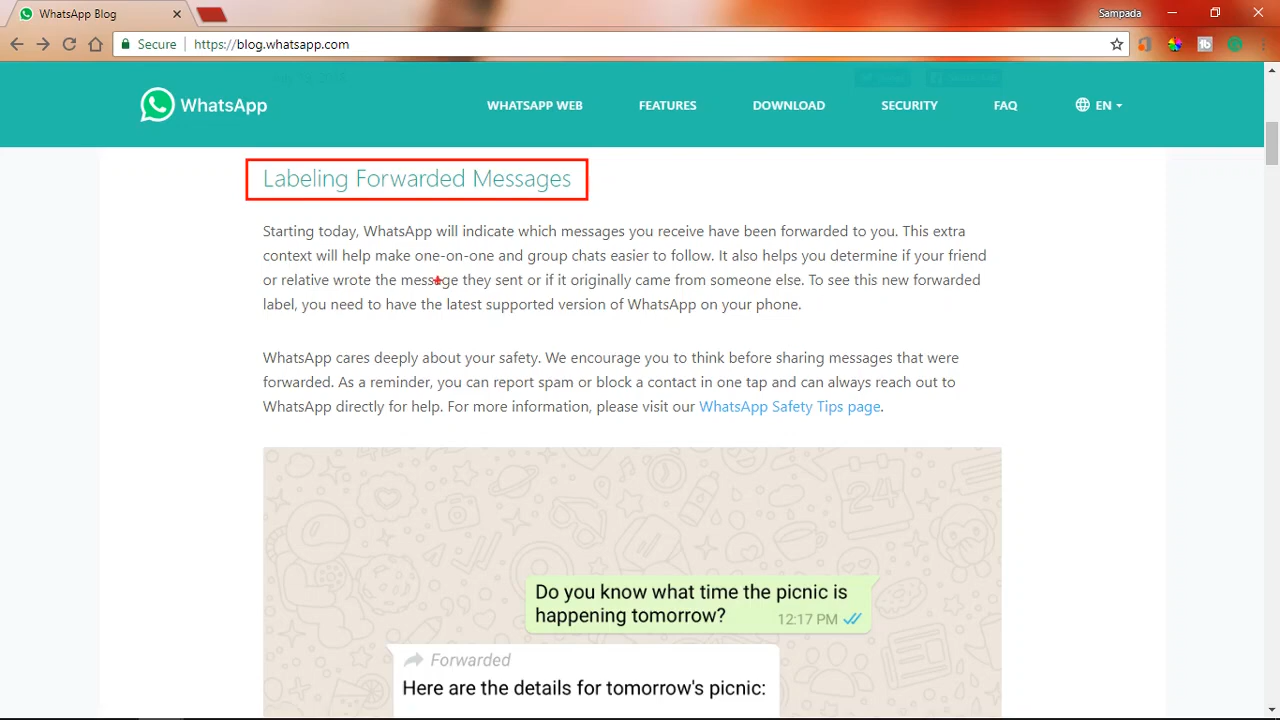 WhatsApp Blog
Sampada
Secure
https://blog.whatsapp.com
WhatsApp
WHATSAPP WEB
FEATURES
DOWNLOAD
SECURITY
FAQ
EN
Labeling Forwarded Messages
Starting today, WhatsApp will indicate which messages you receive have been forwarded to you. This extra
context will help make one-on-one and group chats easier to follow. It also helps you determine if your friend
or relative wrote the message they sent or if it originally came from someone else. To see this new forwarded
label, you need to have the latest supported version of WhatsApp on your phone.
WhatsApp cares deeply about your safety. We encourage you to think before sharing messages that were
forwarded. As a reminder, you can report spam or block a contact in one tap and can always reach out to
WhatsApp directly for help. For more information, please visit our WhatsApp Safety Tips page.
24
Do you know what time the picnic is
happening tomorrow?
12:17 PM
Forwarded
Here are the details for tomorrow's picnic: